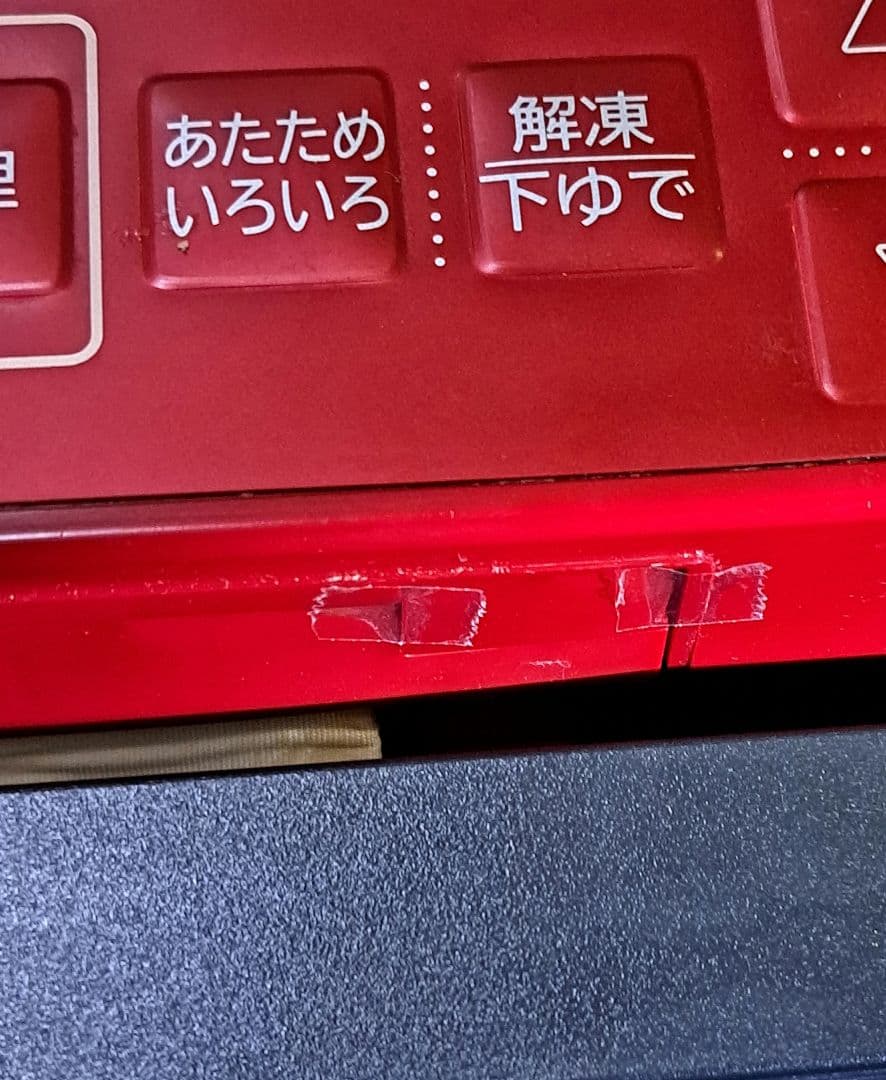 あたため
いろいろ
解凍
下ゆで